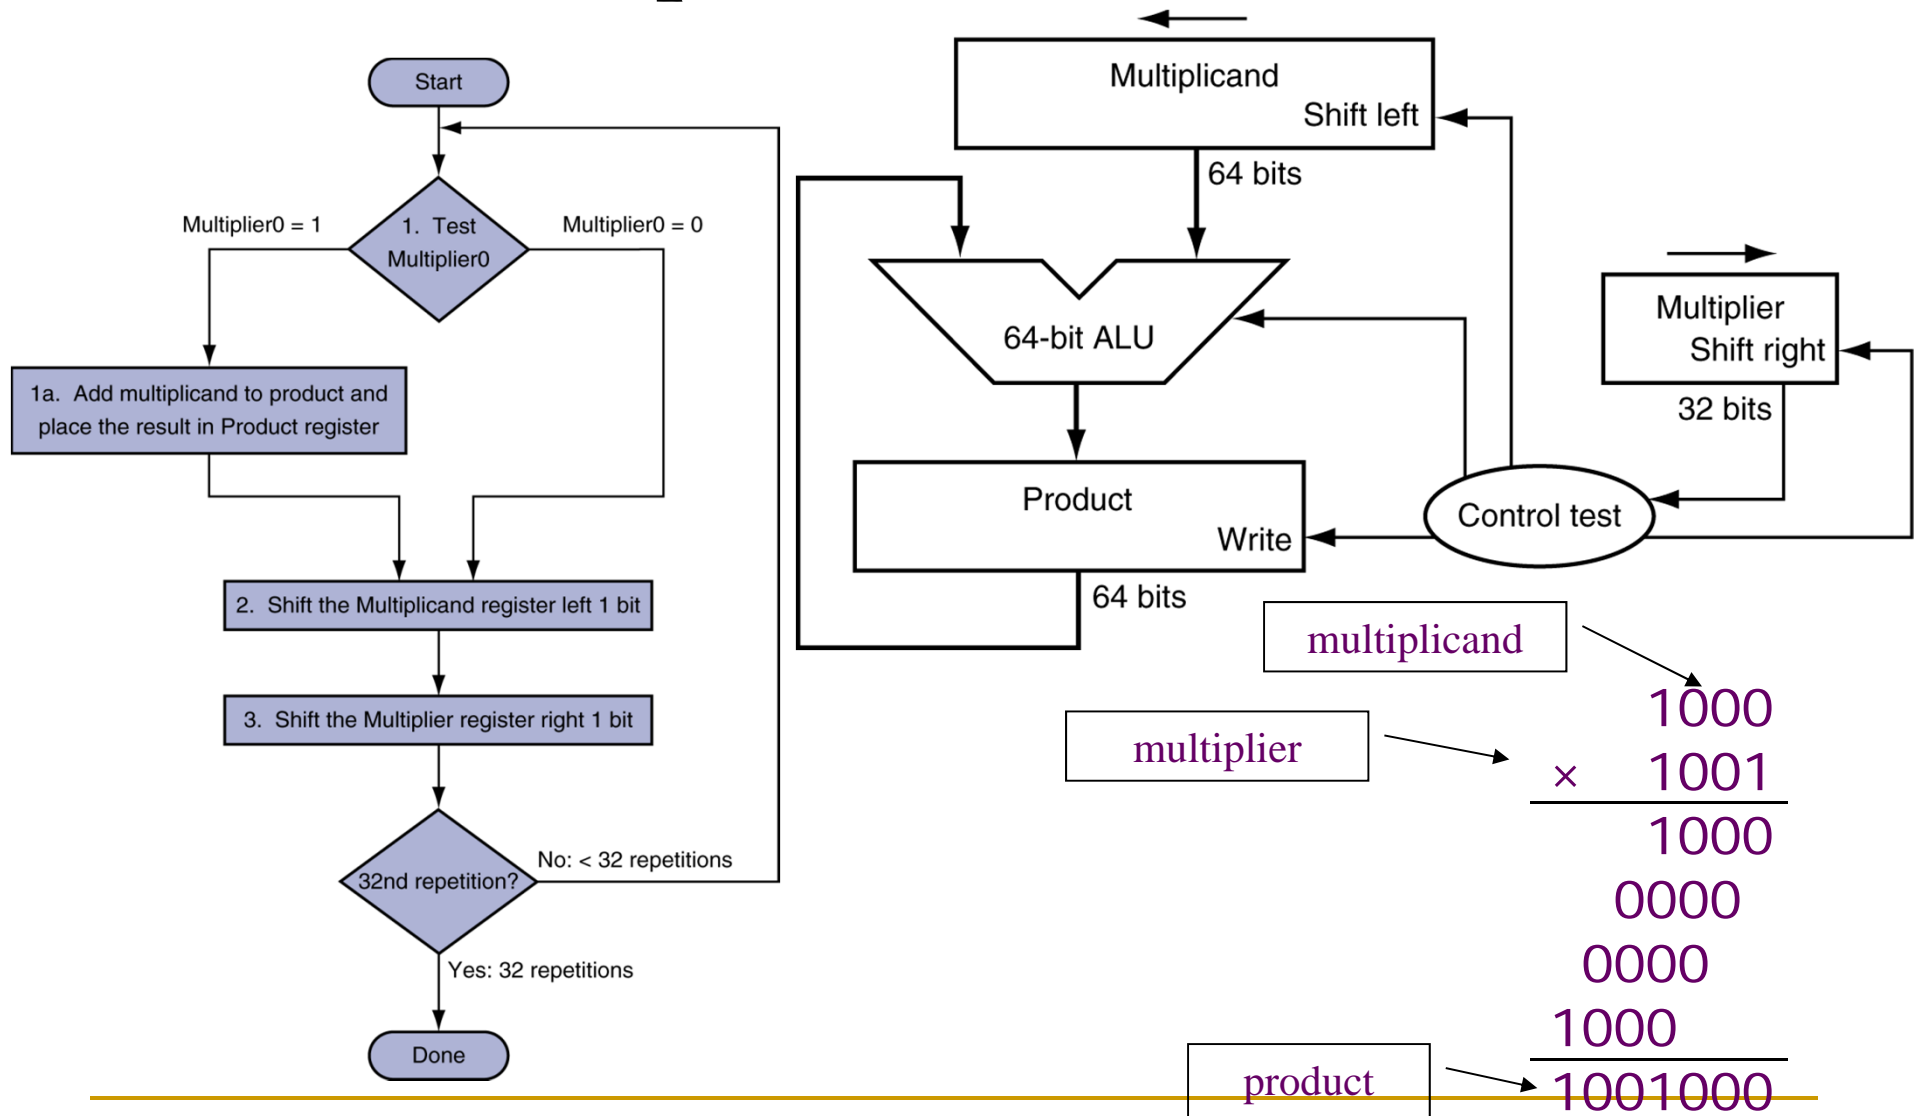 Start
Multiplier0 = 1
1. Test
Multiplier0
Multiplier0 = 0
1a. Add multiplicand to product and
place the result in Product register
2. Shift the Multiplicand register left 1 bit
3. Shift the Multiplier register right 1 bit
32nd repetition?
No: < 32 repetitions
Yes: 32 repetitions
Done
Multiplicand
Shift left
64 bits
64-bit ALU
Multiplier
Shift right
32 bits
Product
Write
Control test
64 bits
multiplicand
1000
multiplier
× 1001
1000
0000
0000
1000
product
1001000